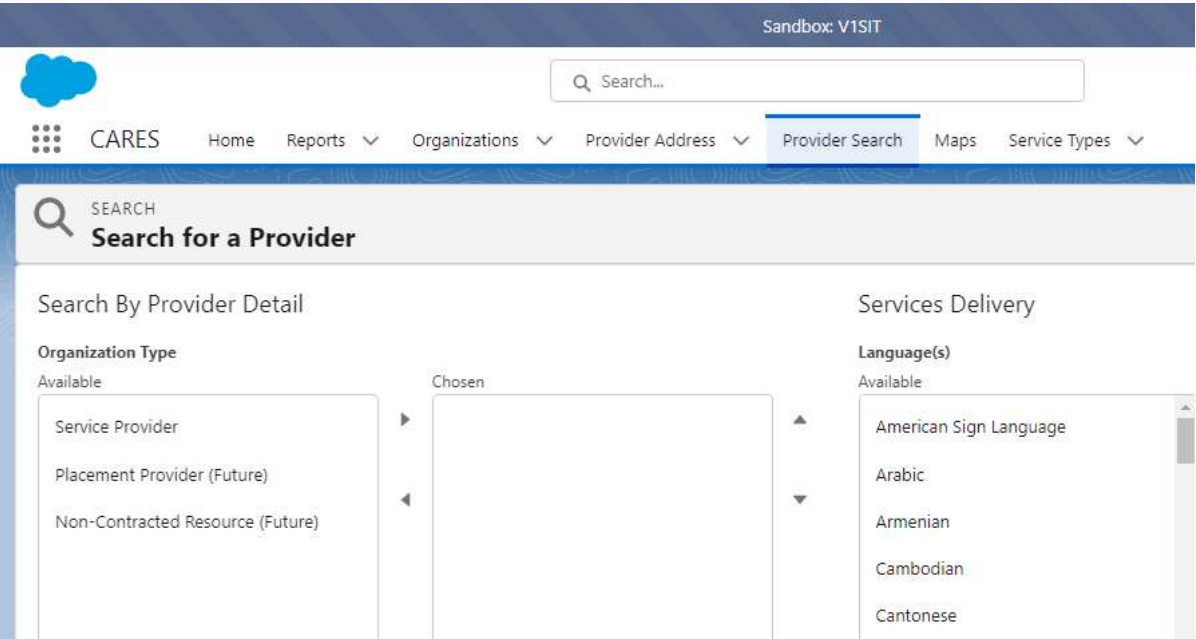 Sandbox: V1SIT
Search...
CARES Home Reports Organizations Provider Address Provider Search Maps Service Types
SEARCH
Search for a Provider
Search By Provider Detail
Organization Type
Available
Service Provider
Placement Provider (Future)
Non-Contracted Resource (Future)
Chosen
Services Delivery
Language(s)
Available
American Sign Language
Arabic
Armenian
Cambodian
Cantonese